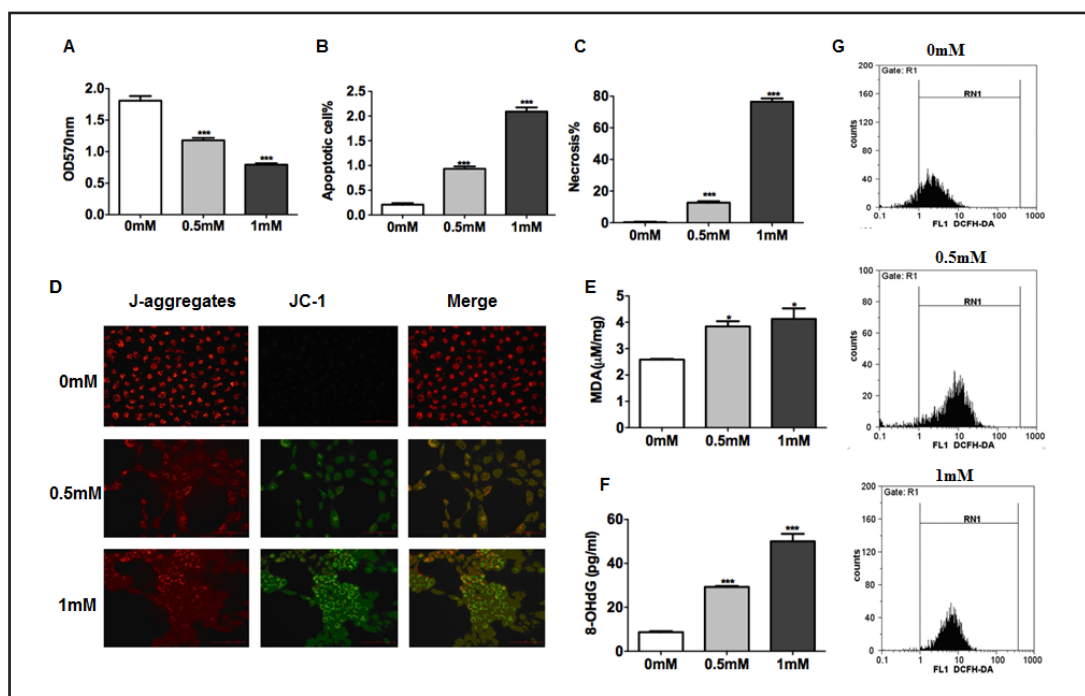 A
OD570nm
2.0
1.5
1.0
0.5
0.0
***
***
0mM 0.5mM 1mM
B
Apoptotic cell%
2.5
2.0
1.5
1.0
0.5
0.0
***
***
0mM 0.5mM 1mM
C
Necrosis%
80
60
40
20
0
***
***
0mM 0.5mM 1mM
D
J-aggregates JC-1 Merge
0mM
0.5mM
1mM
E
MDA(μM/mg)
5
4
3
2
1
0
*
*
0mM 0.5mM 1mM
F
8-OHdG (pg/ml)
60
40
20
0
***
***
0mM 0.5mM 1mM
G
0mM
Gate: R1
RN1
counts
200
160
120
80
40
0
0.1 1 10 100 1000
FL1 DCFH-DA
0.5mM
Gate: R1
RN1
counts
100
80
60
40
20
0
0.1 1 10 100 1000
FL1 DCFH-DA
1mM
Gate: R1
RN1
counts
200
160
120
80
40
0
0.1 1 10 100 1000
FL1 DCFH-DA